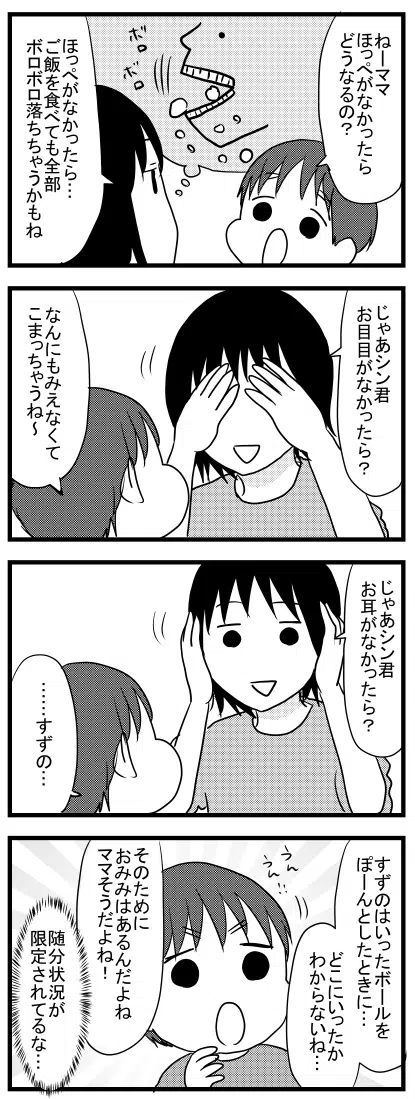 ねーママ
ほっぺがなかったら
どうなるの？
ボロ
ボロ
ほっぺがなかったら…
ご飯を食べても全部
ボロボロ落ちちゃうかもね
じゃあシン君
お目目がなかったら？
なんにもみえなくて
こまっちゃうね～
じゃあシン君
お耳がなかったら？
……すずの…
すずのはいったボールを
ぽーんとしたときに…
どこにいったか
わからないね…
うん
うん
そのために
おみみはあるんだよね
ママそうだよね！
随分状況が
限定されてるな…